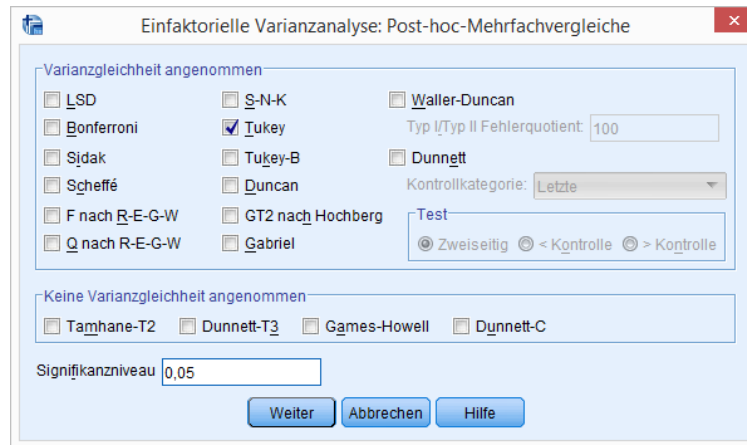 Einfaktorielle Varianzanalyse: Post-hoc-Mehrfachvergleiche
Varianzgleichheit angenommen
LSD
S-N-K
Waller-Duncan
Bonferroni
Tukey
Typ I/Typ II Fehlerquotient: 100
Sidak
Tukey-B
Dunnett
Scheffé
Duncan
Kontrollkategorie: Letzte
F nach R-E-G-W
GT2 nach Hochberg
Test
Q nach R-E-G-W
Gabriel
Zweiseitig < Kontrolle > Kontrolle
Keine Varianzgleichheit angenommen
Tamhane-T2 Dunnett-T3 Games-Howell Dunnett-C
Signifikanzniveau 0,05
Weiter Abbrechen Hilfe